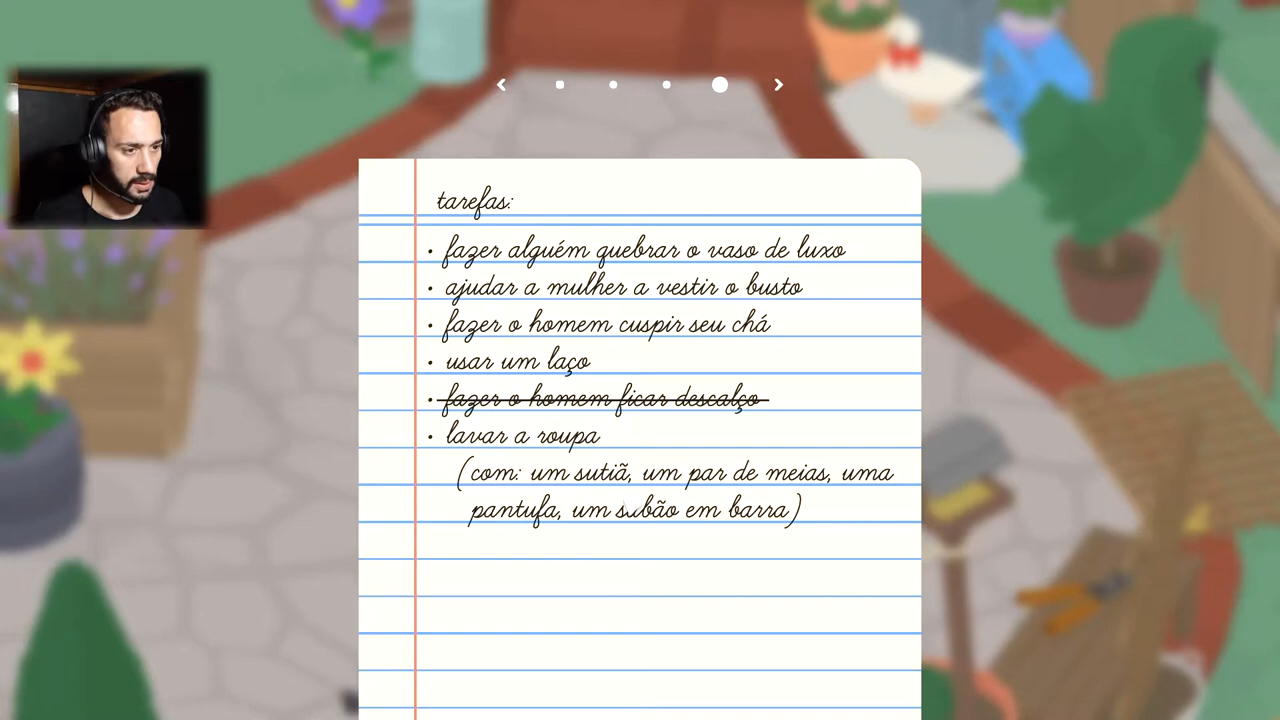 tarefas:
• fazer alguém quebrar o vaso de luxo
• ajudar a mulher a vestir o busto
• fazer o homem cuspir seu chá
• usar um laço
• fazer o homem ficar descalço
• lavar a roupa
(com: um sutiã, um par de meias, uma
pantufa, um sabão em barra)